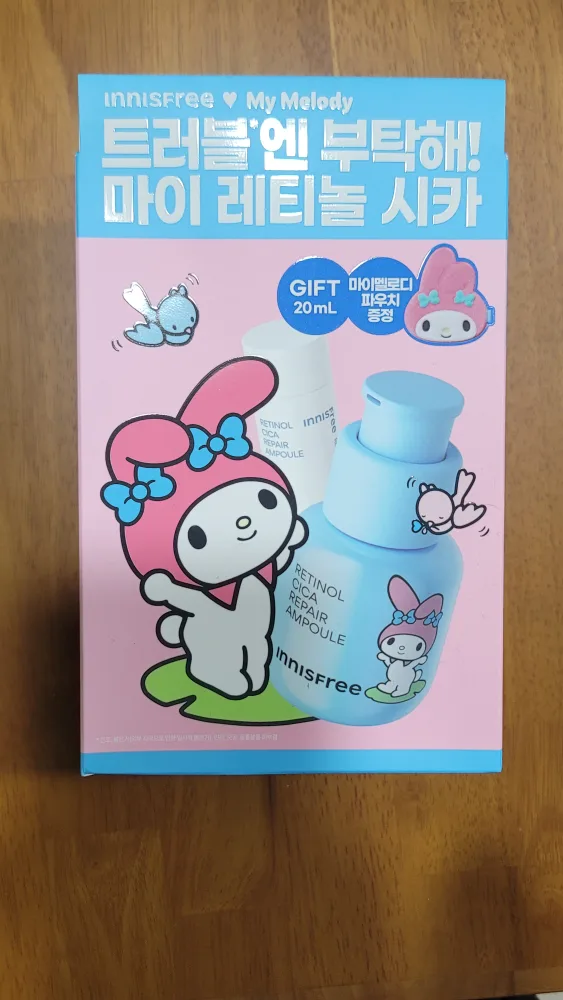 innisfree ♥ My Melody
트러블*엔 부탁해!
마이 레티놀 시카
GIFT
20 mL
마이멜로디
파우치
증정
RETINOL
CICA
REPAIR
AMPOULE
innisfree
RETINOL
CICA
REPAIR
AMPOULE
innisfree